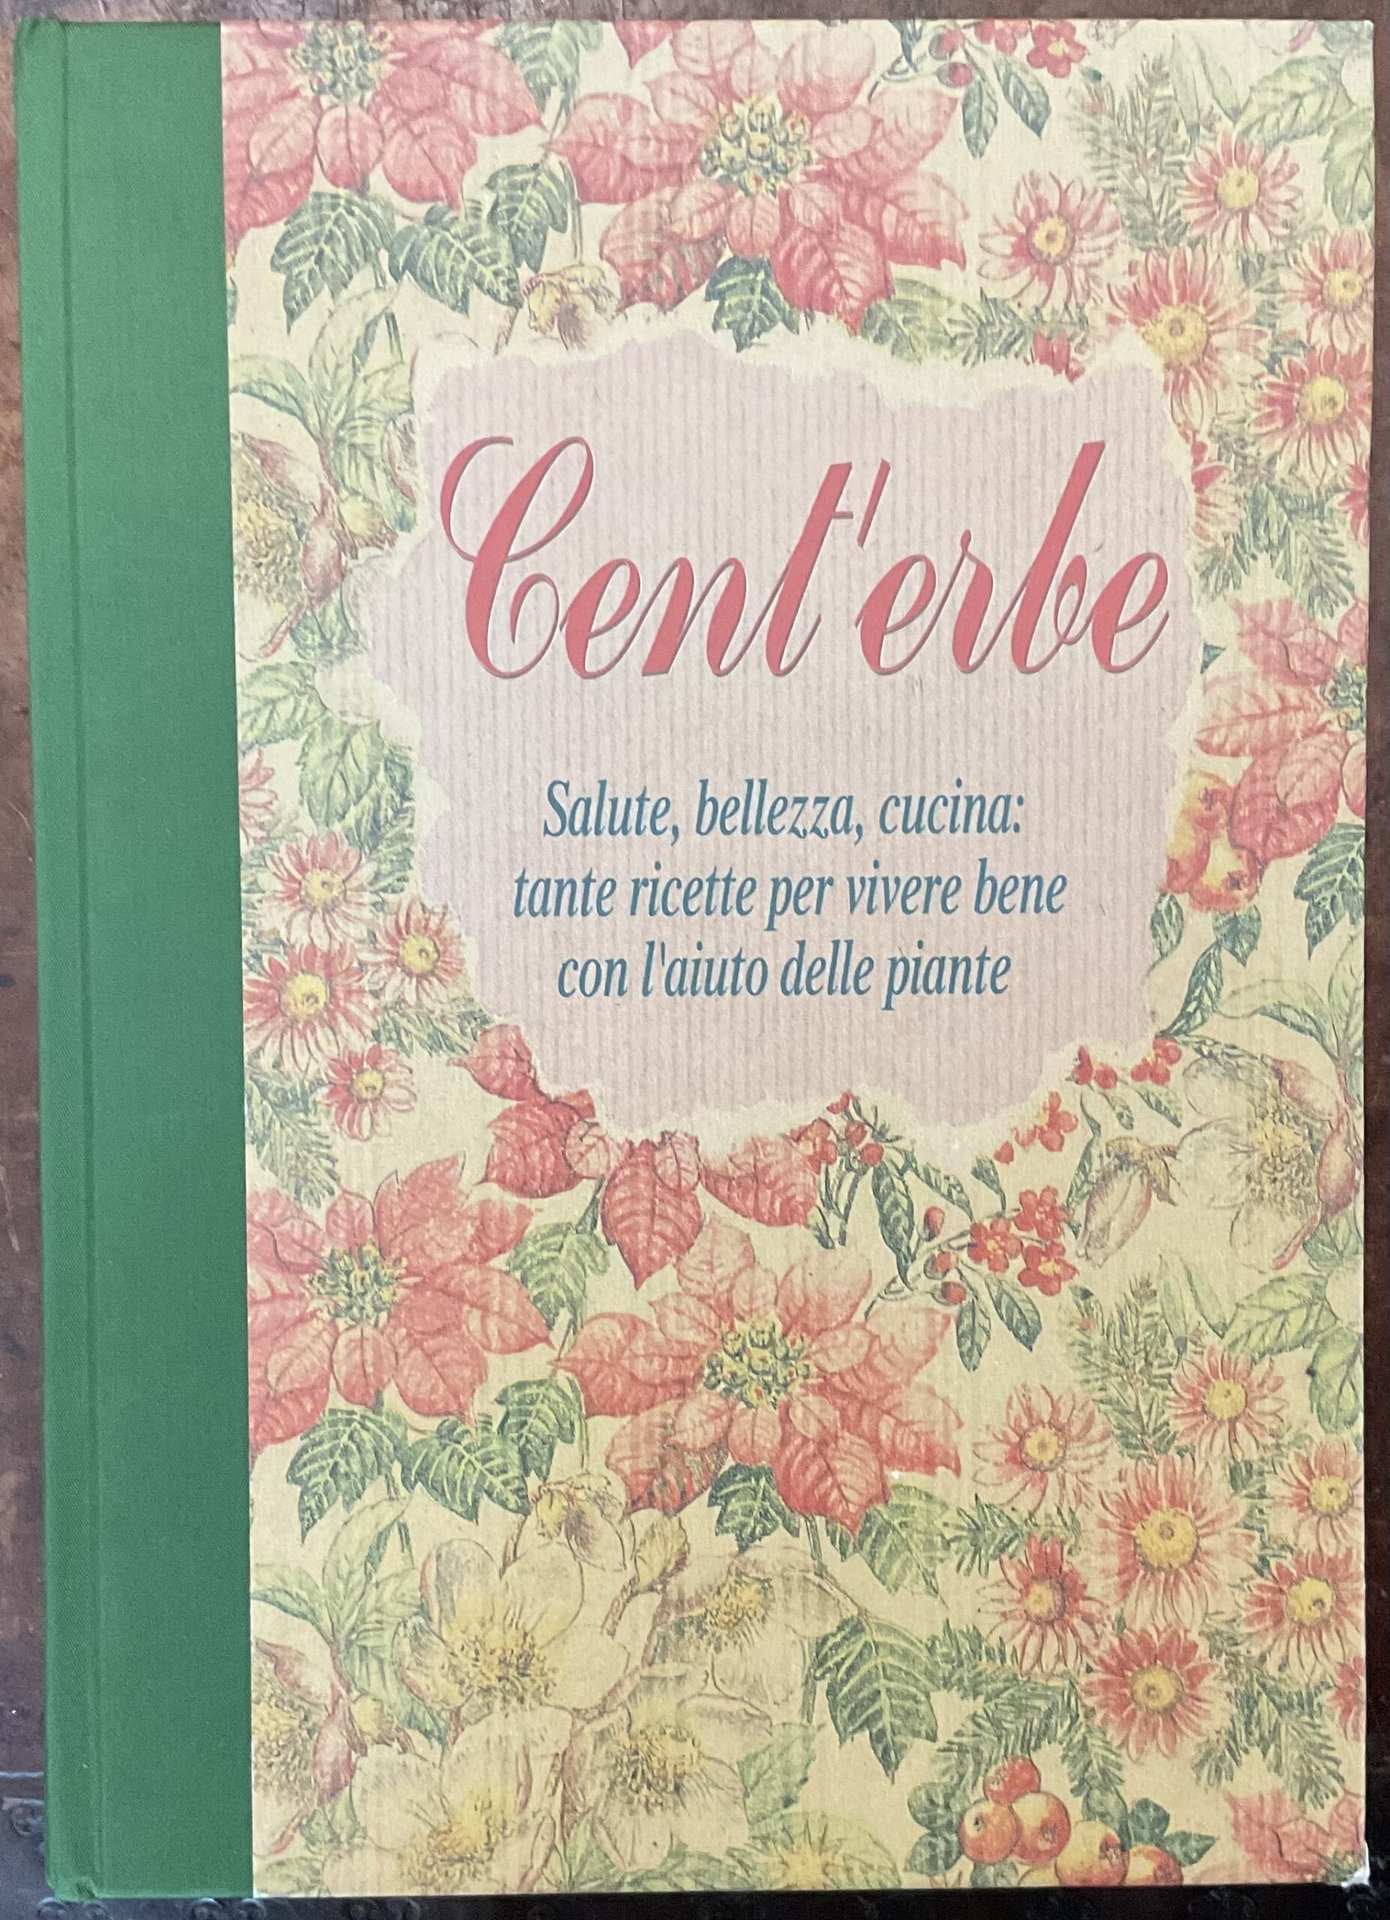 Cent'erbe
Salute, bellezza, cucina:
tante ricette per vivere bene
con l'aiuto delle piante